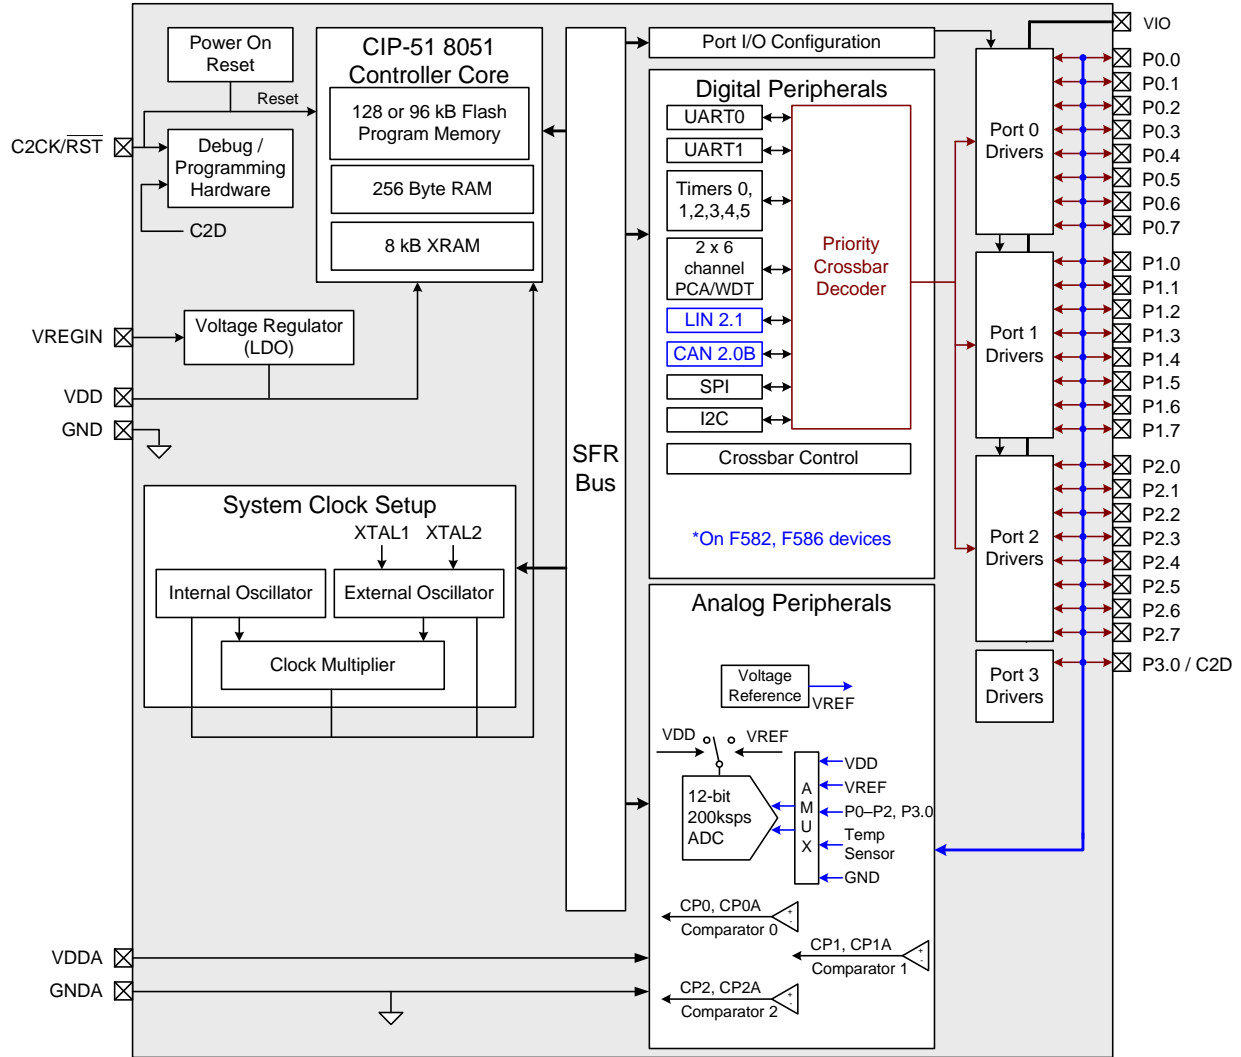 Power On
Reset
Reset
C2CK/RST
Debug /
Programming
Hardware
C2D
CIP-51 8051
Controller Core
128 or 96 kB Flash
Program Memory
256 Byte RAM
8 kB XRAM
VREGIN
Voltage Regulator
(LDO)
VDD
GND
System Clock Setup
XTAL1
XTAL2
Internal Oscillator
External Oscillator
Clock Multiplier
VDDA
GNDA
SFR
Bus
Port I/O Configuration
Digital Peripherals
UART0
UART1
Timers 0,
1,2,3,4,5
2 x 6
channel
PCA/WDT
LIN 2.1
CAN 2.0B
SPI
I2C
Priority
Crossbar
Decoder
Crossbar Control
*On F582, F586 devices
Analog Peripherals
Voltage
Reference
VREF
VDD
VREF
12-bit
200ksps
ADC
A
M
U
X
VDD
VREF
P0–P2, P3.0
Temp
Sensor
GND
CP0, CP0A
+
-
Comparator 0
CP1, CP1A
+
-
Comparator 1
CP2, CP2A
+
-
Comparator 2
Port 0
Drivers
Port 1
Drivers
Port 2
Drivers
Port 3
Drivers
VIO
P0.0
P0.1
P0.2
P0.3
P0.4
P0.5
P0.6
P0.7
P1.0
P1.1
P1.2
P1.3
P1.4
P1.5
P1.6
P1.7
P2.0
P2.1
P2.2
P2.3
P2.4
P2.5
P2.6
P2.7
P3.0 / C2D